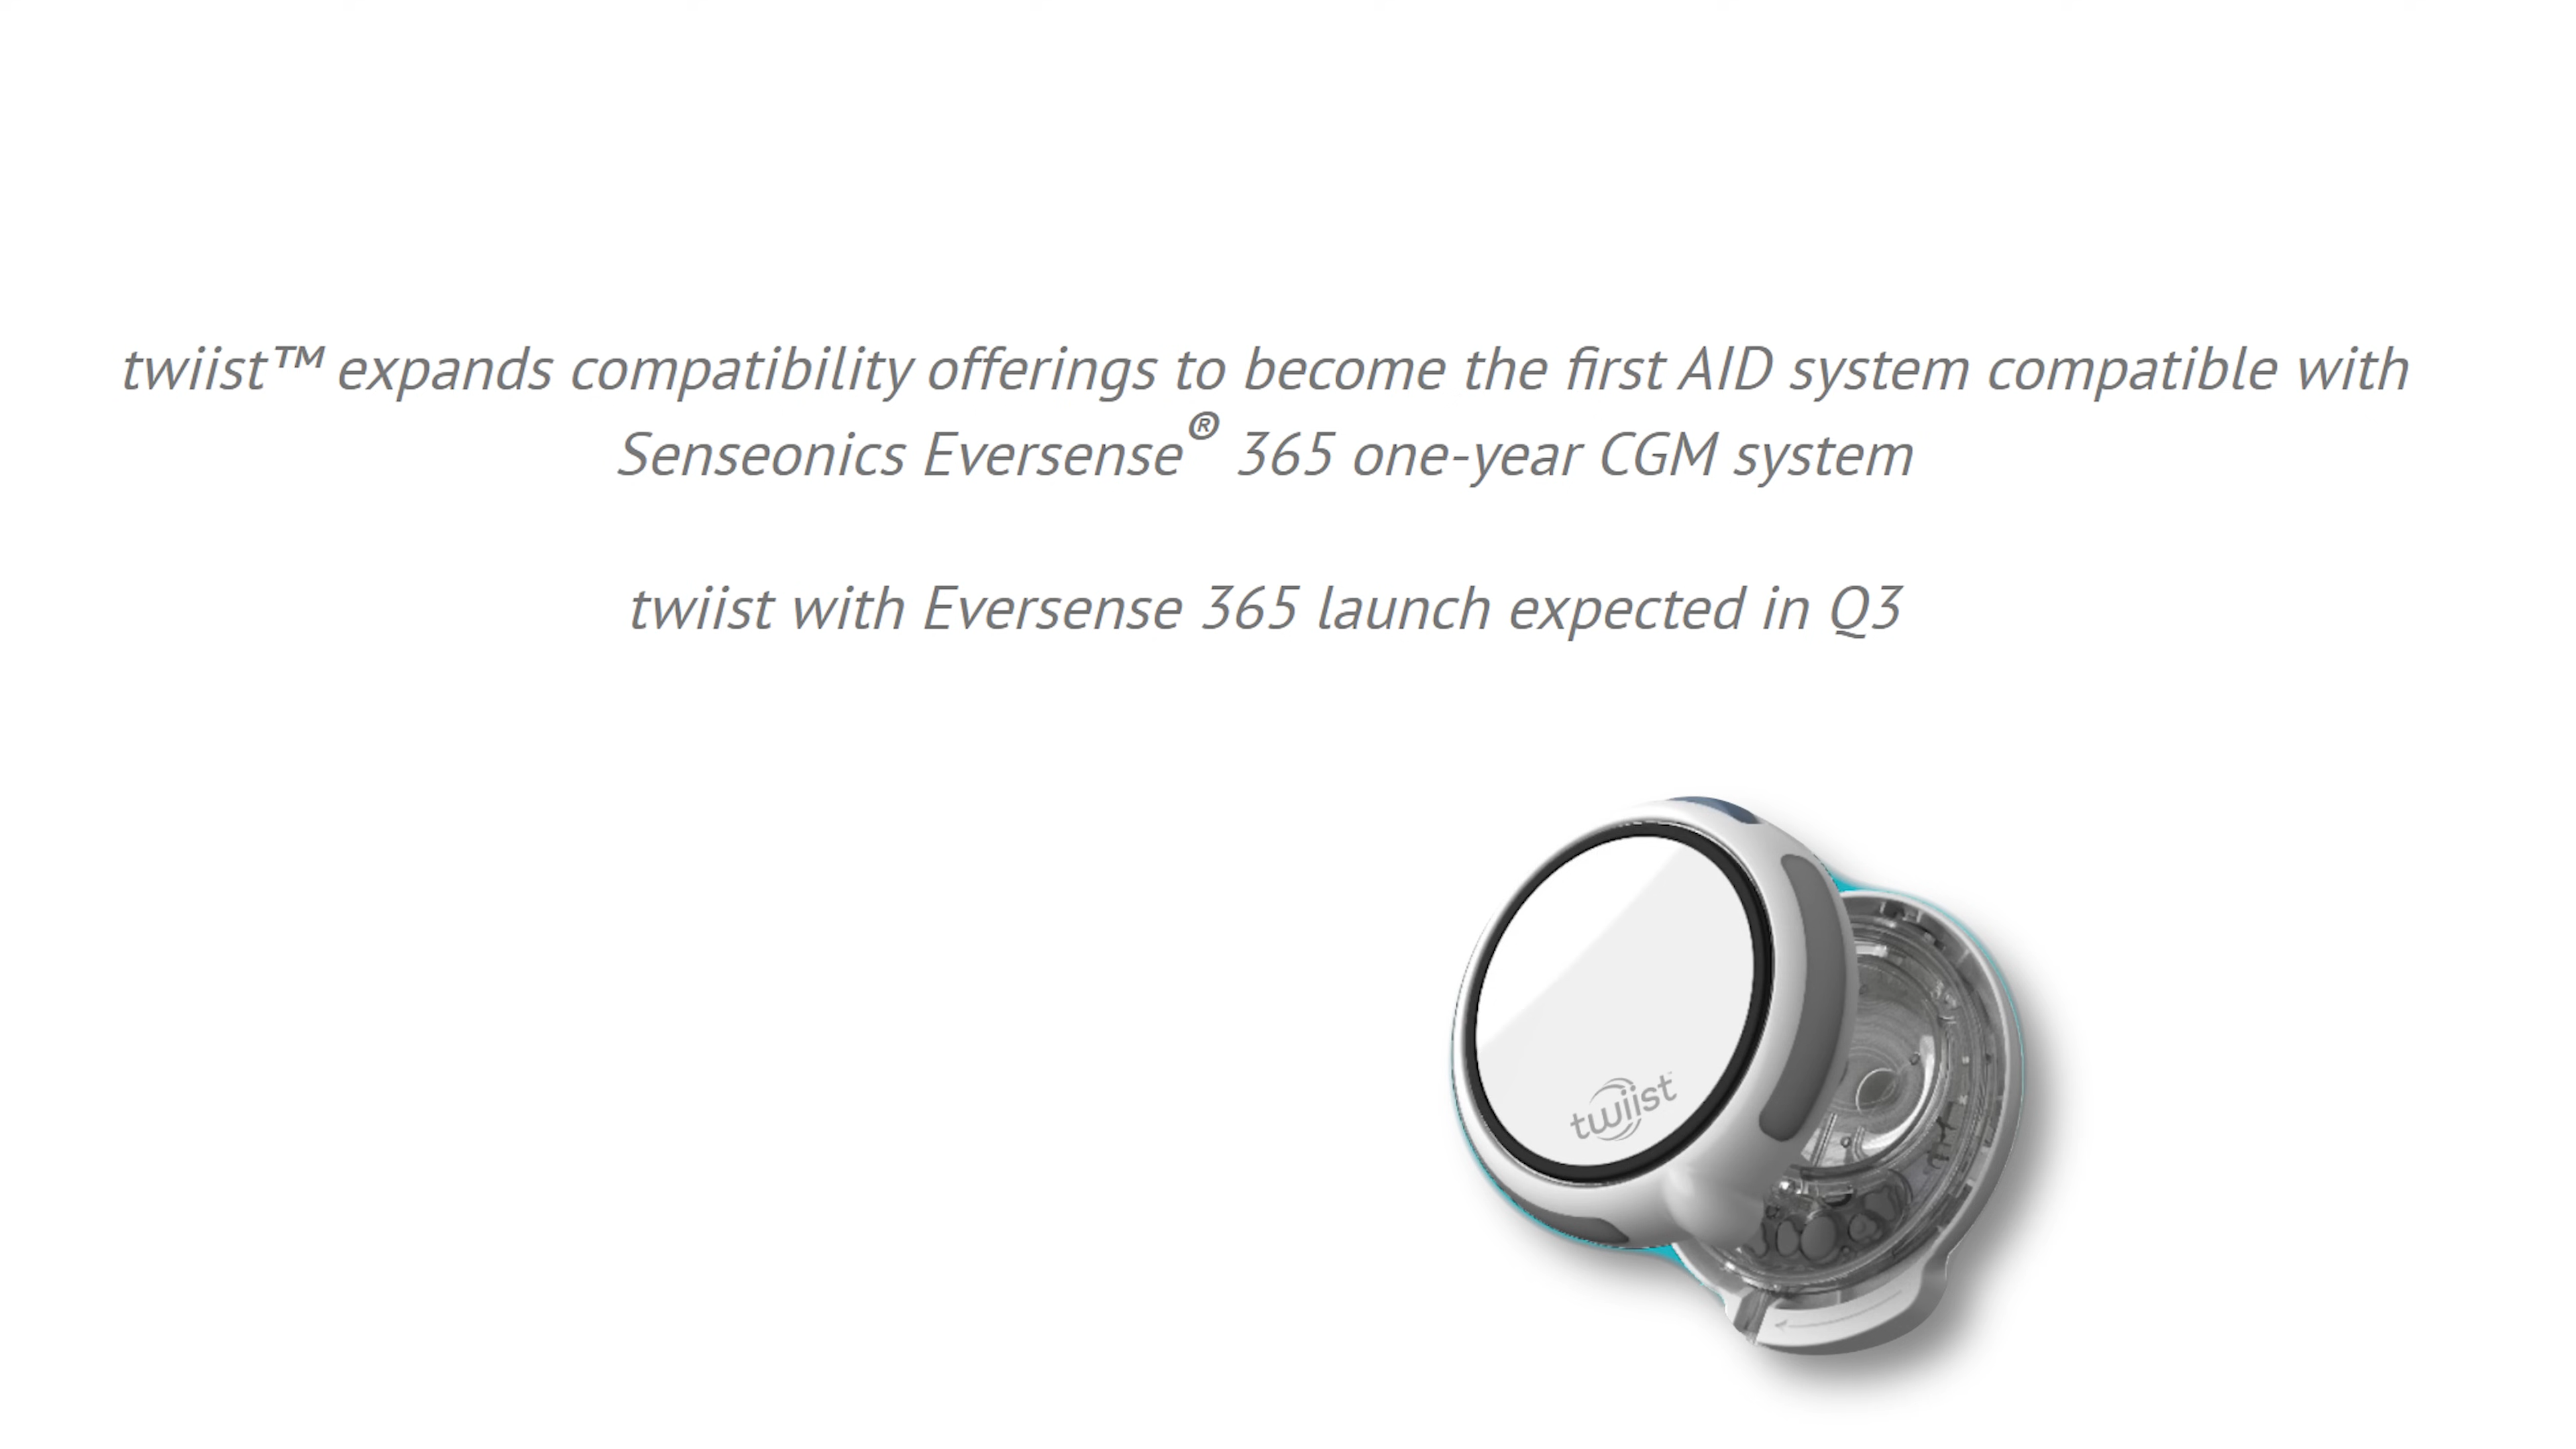 twiist™ expands compatibility offerings to become the first AID system compatible with
Senseonics Eversense® 365 one-year CGM system
twiist with Eversense 365 launch expected in Q3
twiist